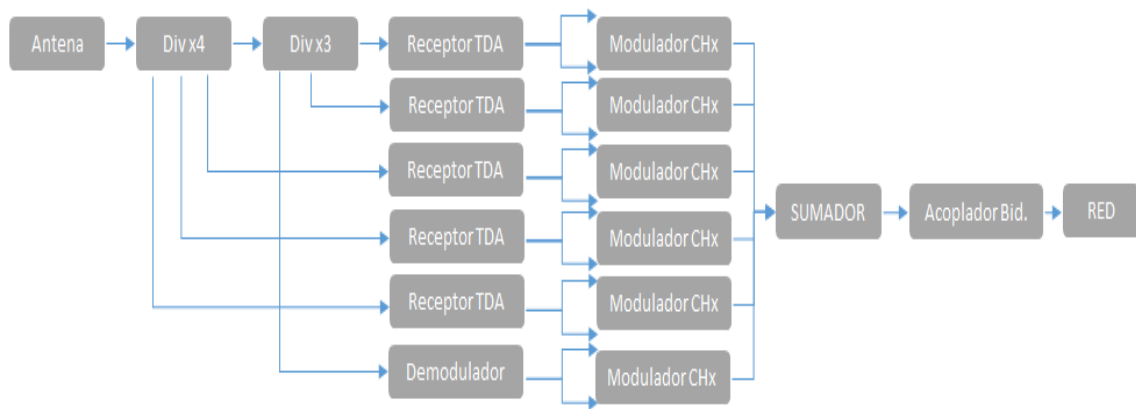 Antena
Div x4
Div x3
Receptor TDA
Modulador CHx
Receptor TDA
Modulador CHx
Receptor TDA
Modulador CHx
SUMADOR
Acoplador Bid.
RED
Receptor TDA
Modulador CHx
Receptor TDA
Modulador CHx
Demodulador
Modulador CHx